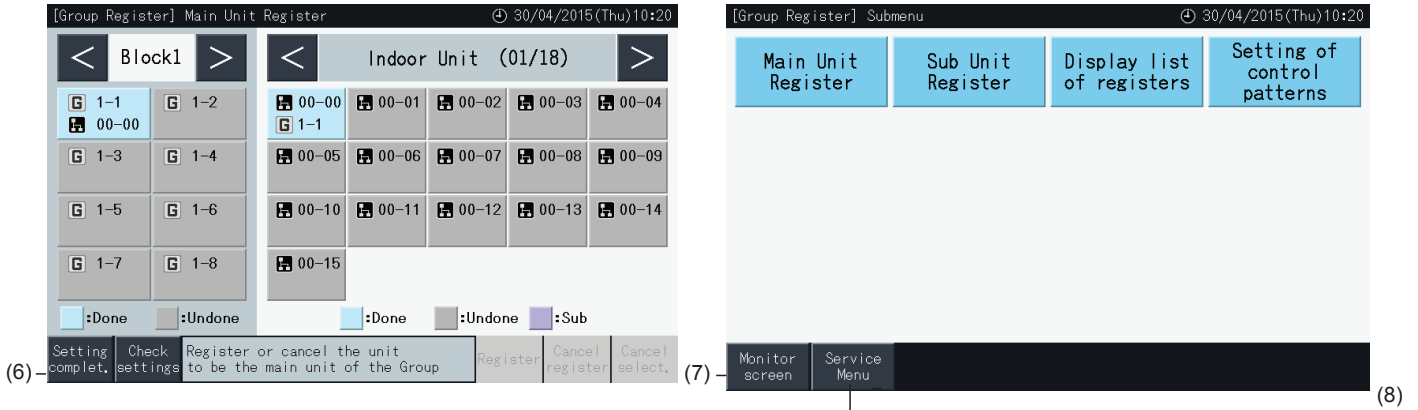 [Group Register] Main Unit Register 30/04/2015(Thu)10:20
< Block1 >
< Indoor Unit (01/18) >
G 1-1
00-00
G 1-2
G 1-3
G 1-4
G 1-5
G 1-6
G 1-7
G 1-8
00-00
G 1-1
00-01
00-02
00-03
00-04
00-05
00-06
00-07
00-08
00-09
00-10
00-11
00-12
00-13
00-14
00-15
:Done :Undone
:Done :Undone :Sub
(6)
Setting
complet.
Check
settings
Register or cancel the unit
to be the main unit of the Group
Register
Cancel
register
Cancel
select.
[Group Register] Submenu 30/04/2015(Thu)10:20
Main Unit
Register
Sub Unit
Register
Display list
of registers
Setting of
control
patterns
(7)
Monitor
screen
Service
Menu
(8)